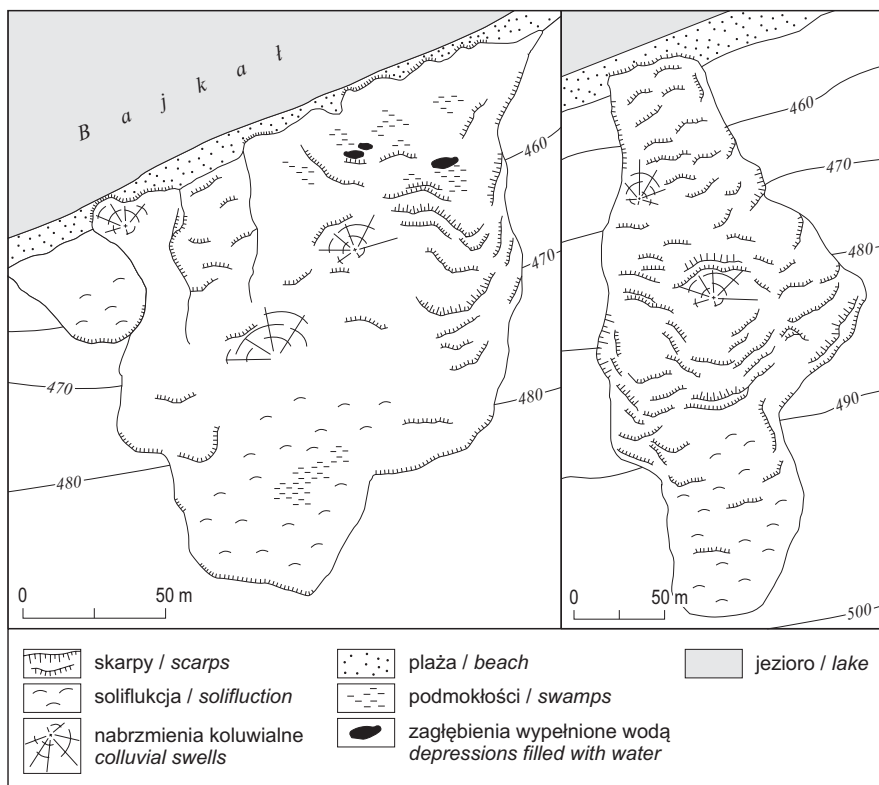 B a j k a ł
460
470
480
470
480
0 50 m
460
470
480
490
500
0 50 m
skarpy / scarps
soliflukcja / solifluction
nabrzmienia koluwialne
colluvial swells
plaża / beach
podmokłości / swamps
zagłębienia wypełnione wodą
depressions filled with water
jezioro / lake